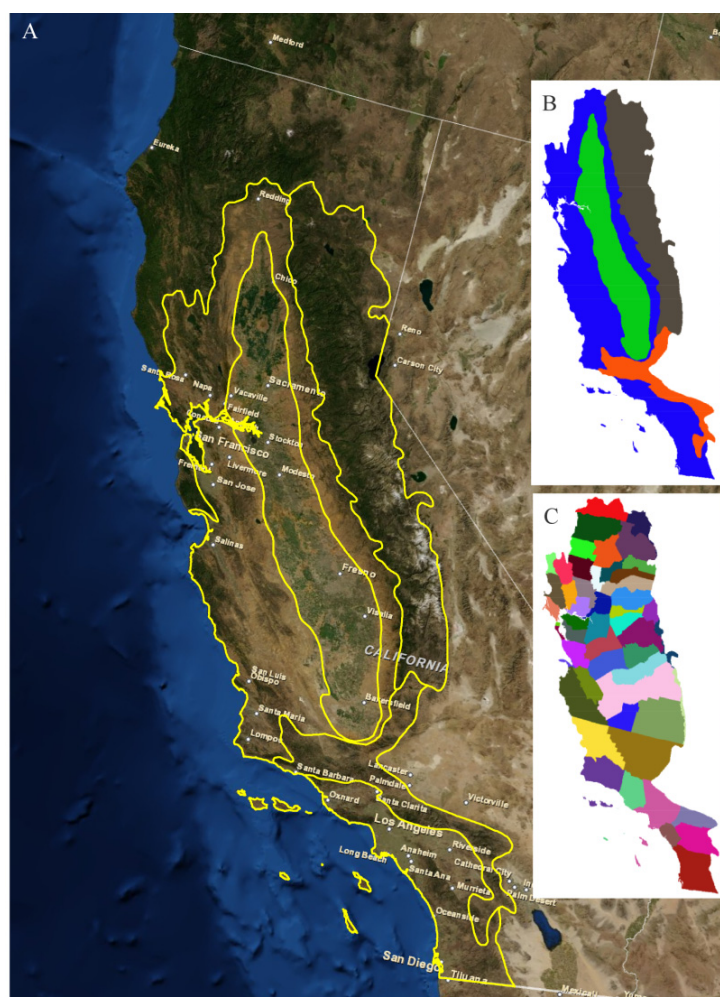 A
Medford
B
Eureka
Redding
Chico
Reno
Carson City
Santa Rosa
Napa
Vacaville
Sacramento
Fairfield
San Francisco
Stockton
Livermore
Modesto
San Jose
C
Salinas
Fresno
Visalia
CALIFORNIA
San Luis
Obispo
Bakersfield
Santa Maria
Lompoc
Lancaster
Santa Barbara
Palmdale
Victorville
Oxnard
Santa Clarita
Los Angeles
Riverside
Long Beach
Anaheim
Cathedral City
Santa Ana
Palm Desert
Murrieta
Oceanside
San Diego
Tijuana
Mexicali